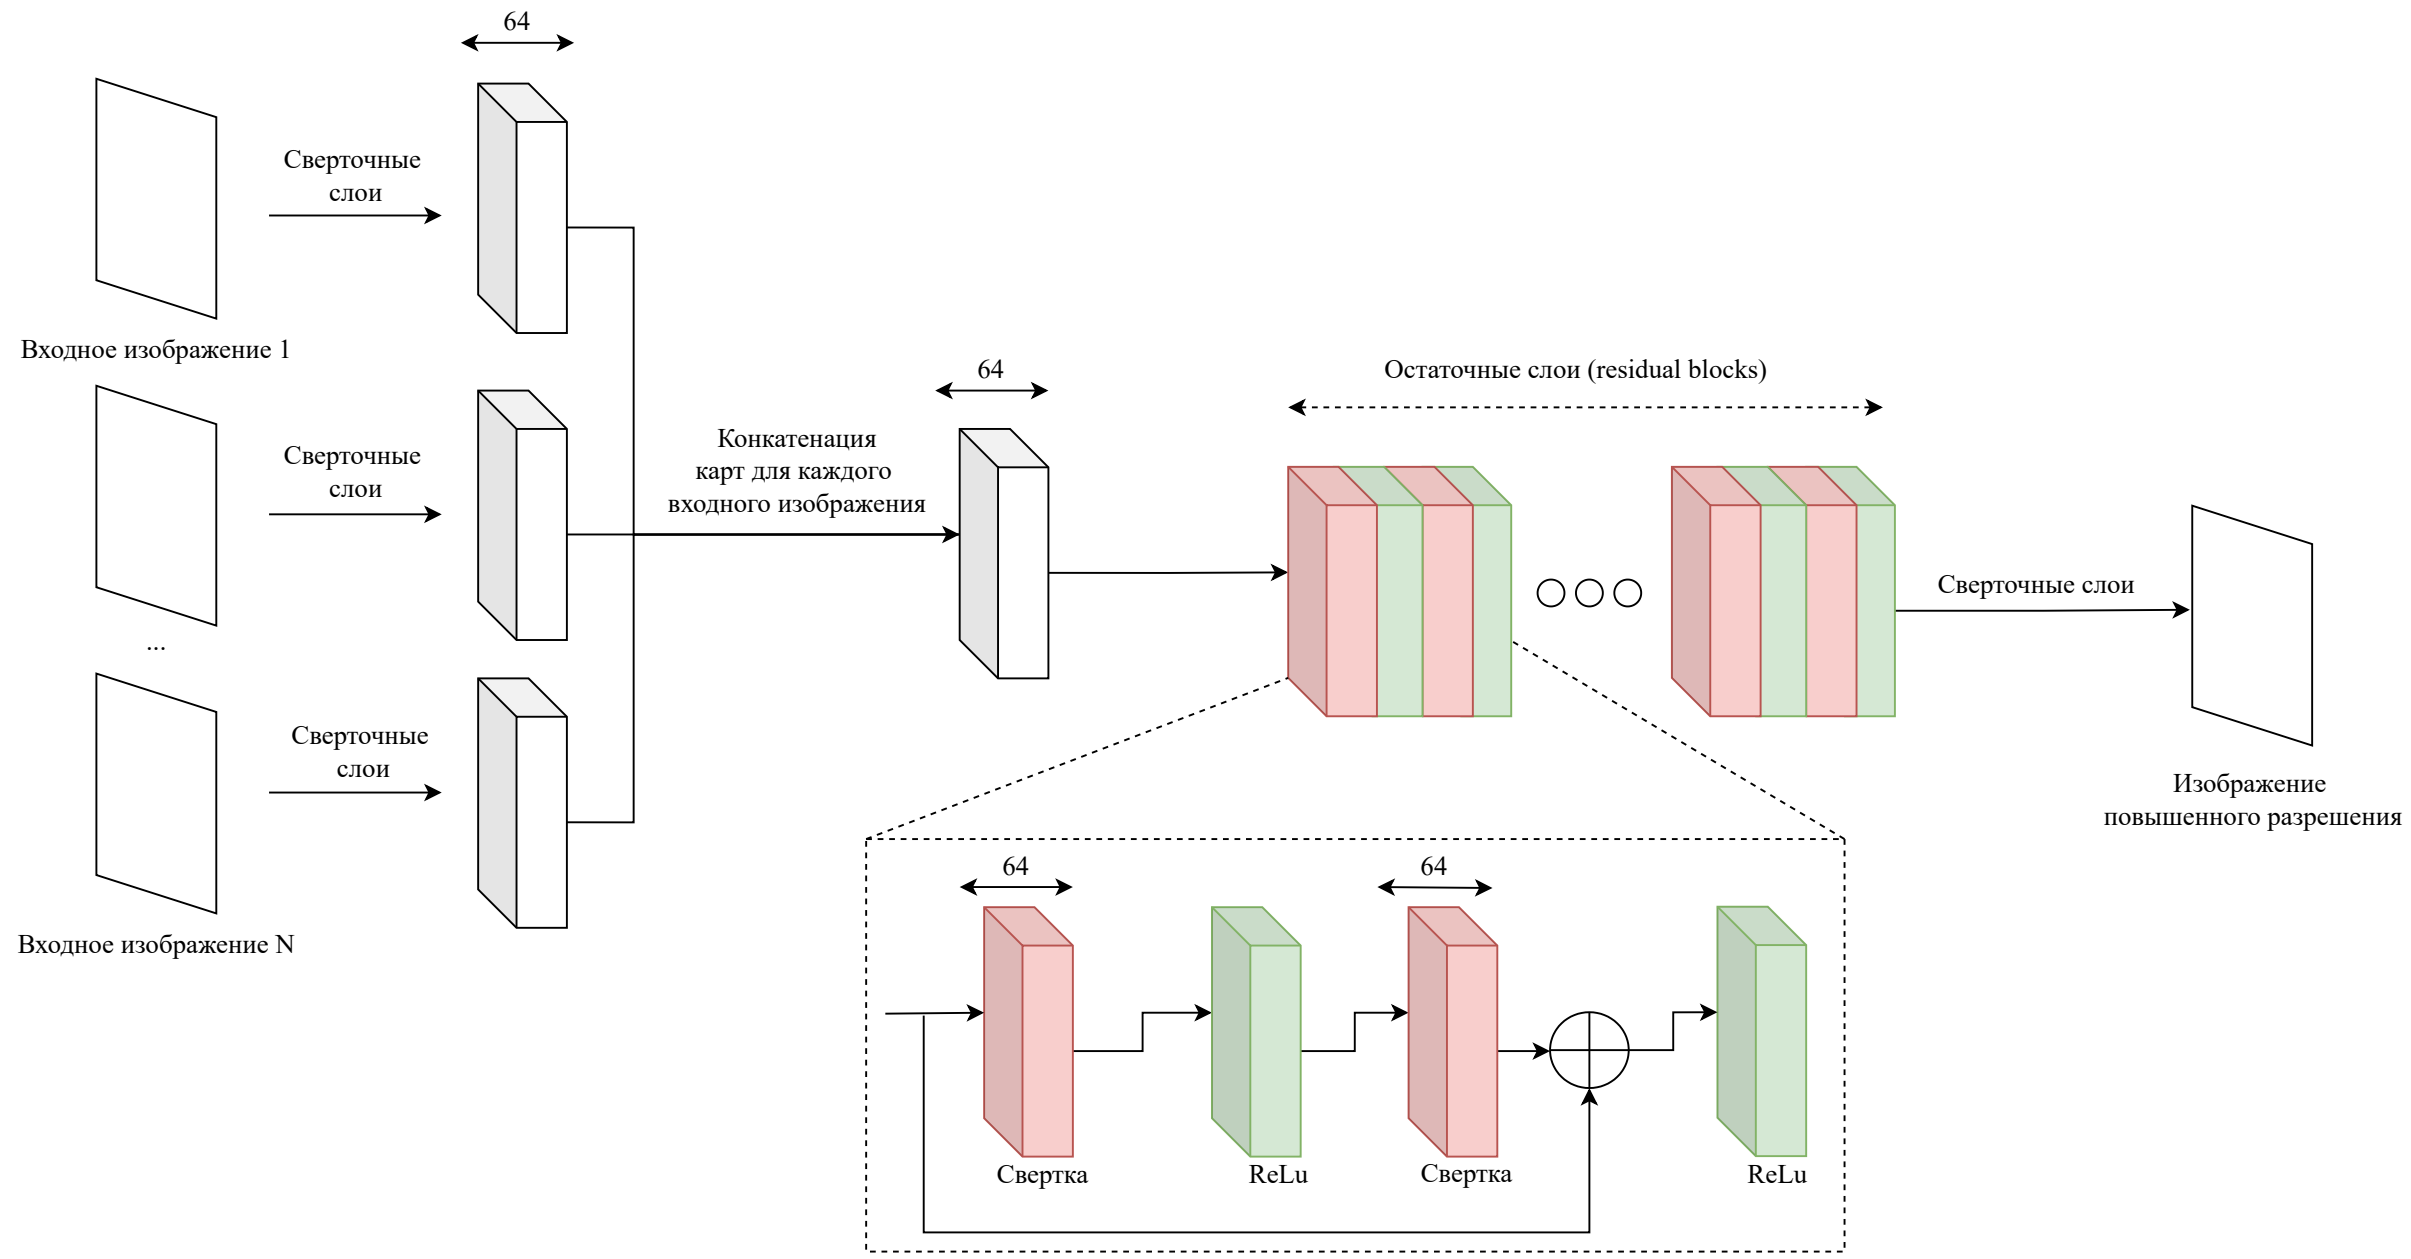 64
Сверточные
слои
Входное изображение 1
Сверточные
слои
...
Сверточные
слои
Входное изображение N
Конкатенация
карт для каждого
входного изображения
64
Остаточные слои (residual blocks)
Сверточные слои
Изображение
повышенного разрешения
64
64
Свертка
ReLu
Свертка
ReLu